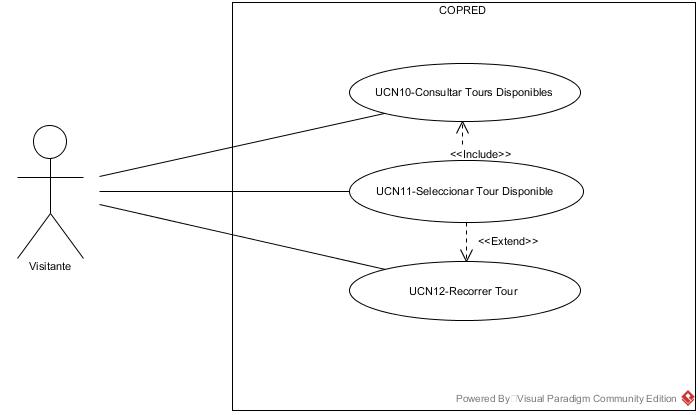 COPRED
UCN10-Consultar Tours Disponibles
<<Include>>
UCN11-Seleccionar Tour Disponible
<<Extend>>
Visitante
UCN12-Recorrer Tour
Powered By Visual Paradigm Community Edition